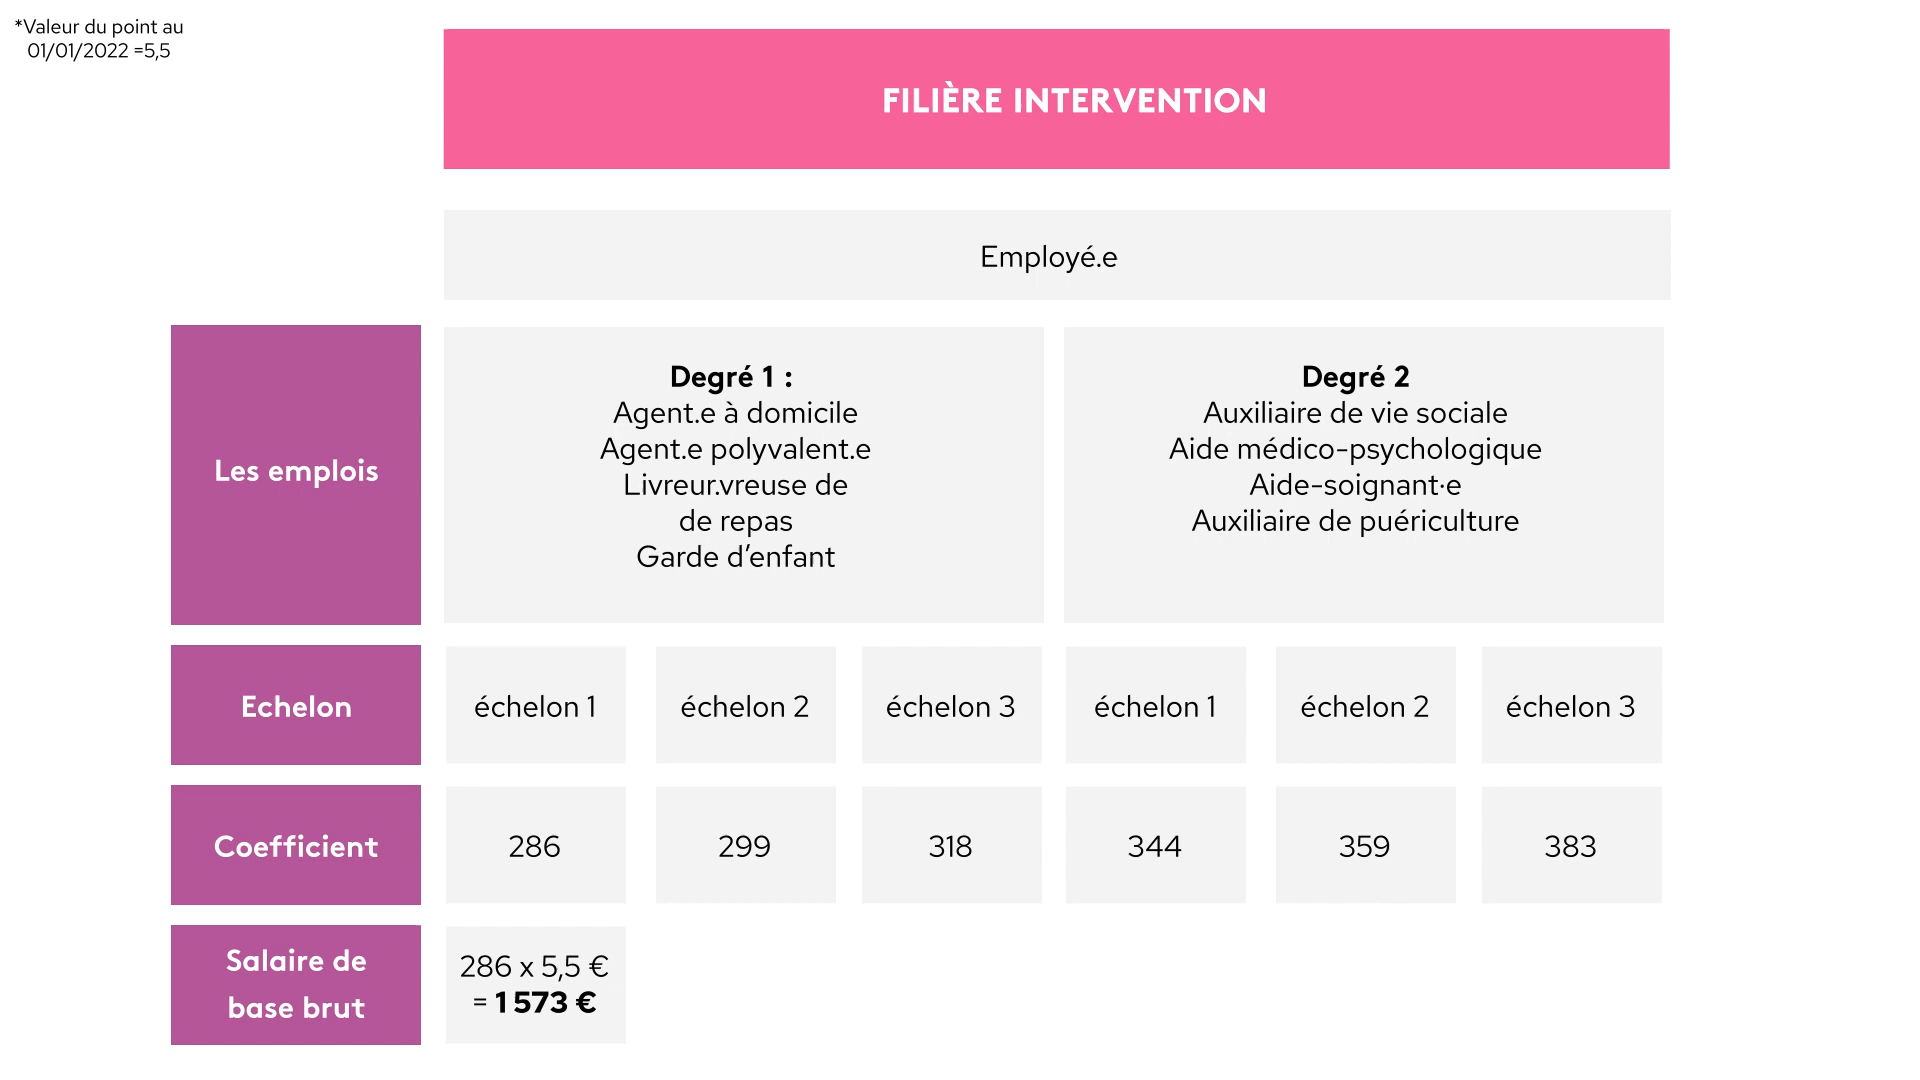 *Valeur du point au
01/01/2022 =5,5
FILIÈRE INTERVENTION
Employé.e
Les emplois
Degré 1 :
Agent.e à domicile
Agent.e polyvalent.e
Livreur.vreuse de
de repas
Garde d’enfant
Degré 2
Auxiliaire de vie sociale
Aide médico-psychologique
Aide-soignant·e
Auxiliaire de puériculture
Echelon
échelon 1
échelon 2
échelon 3
échelon 1
échelon 2
échelon 3
Coefficient
286
299
318
344
359
383
Salaire de
base brut
286 x 5,5 €
= 1 573 €